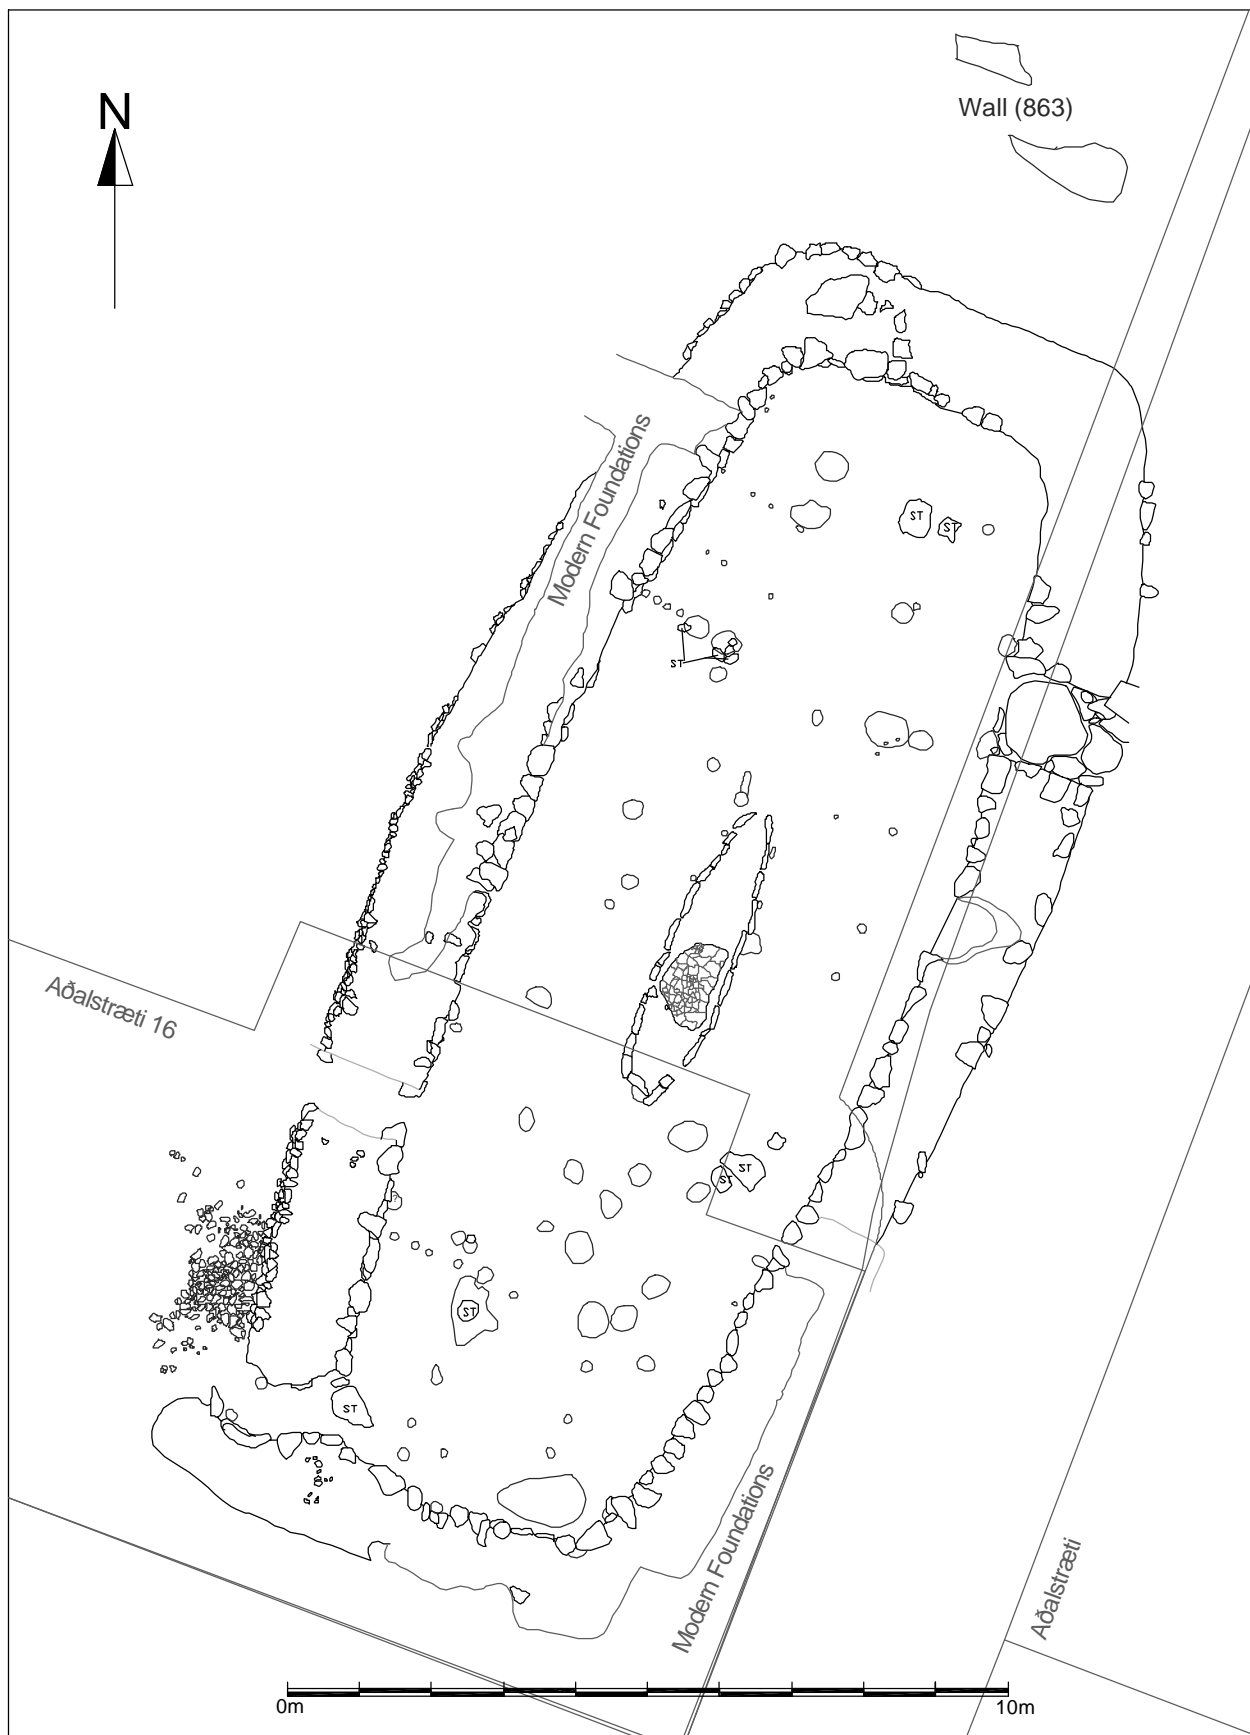 Wall (863)
N
Modern Foundations
ST
ST
ST
Aðalstræti 16
ST
ST
?
ST
ST
Modern Foundations
Aðalstræti
0m
10m